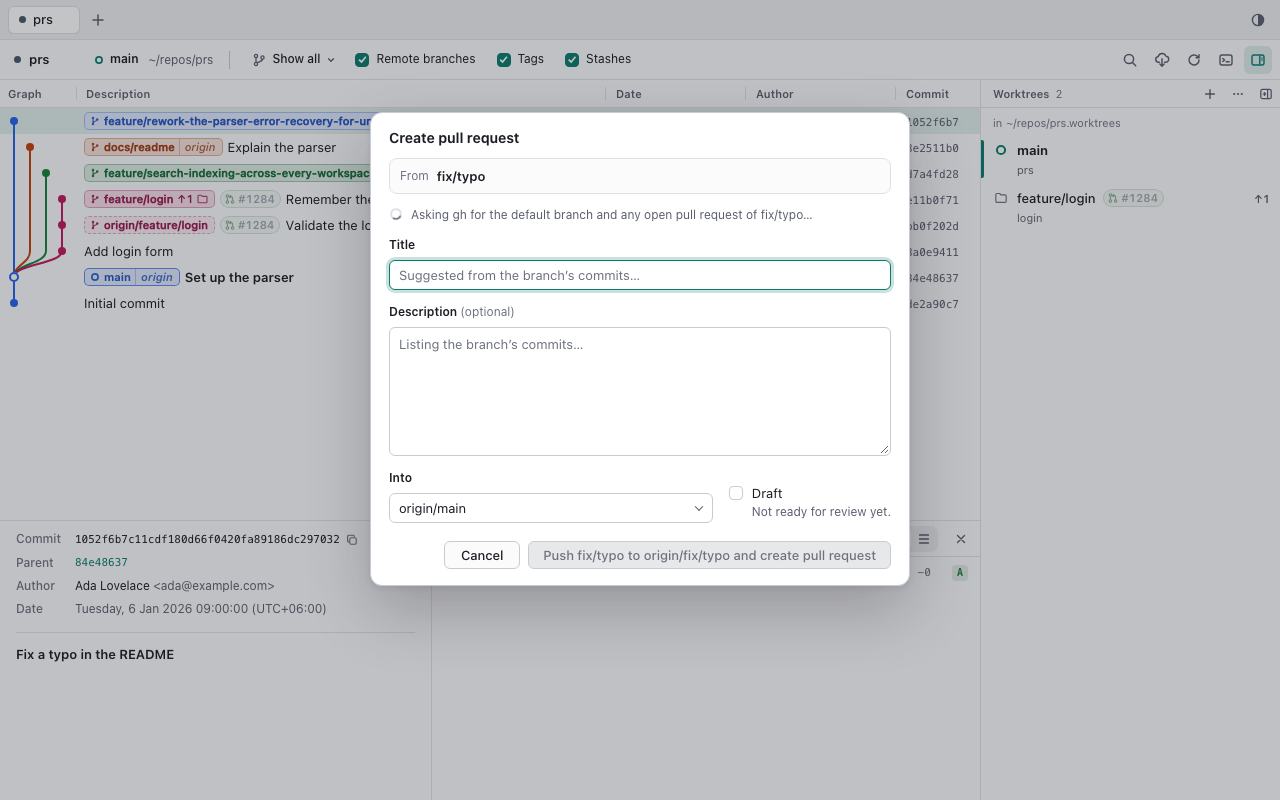 prs
prs
main ~/repos/prs
Show all
Remote branches
Tags
Stashes
Graph
Description
Date
Author
Commit
Worktrees 2
feature/rework-the-parser-error-recovery-for-un
1052f6b7
docs/readme origin Explain the parser
3e2511b0
feature/search-indexing-across-every-workspac
d7a4fd28
feature/login ↑1 #1284 Remember the
e11b0f71
origin/feature/login #1284 Validate the lo
bb0f202d
Add login form
3a0e9411
main origin Set up the parser
84e48637
Initial commit
de2a90c7
in ~/repos/prs.worktrees
main
prs
feature/login #1284 ↑1
login
Create pull request
From fix/typo
Asking gh for the default branch and any open pull request of fix/typo…
Title
Suggested from the branch’s commits…
Description (optional)
Listing the branch’s commits…
Into
origin/main
Draft
Not ready for review yet.
Cancel
Push fix/typo to origin/fix/typo and create pull request
Commit 1052f6b7c11cdf180d66f0420fa89186dc297032
Parent 84e48637
Author Ada Lovelace <ada@example.com>
Date Tuesday, 6 Jan 2026 09:00:00 (UTC+06:00)
Fix a typo in the README
−0 A